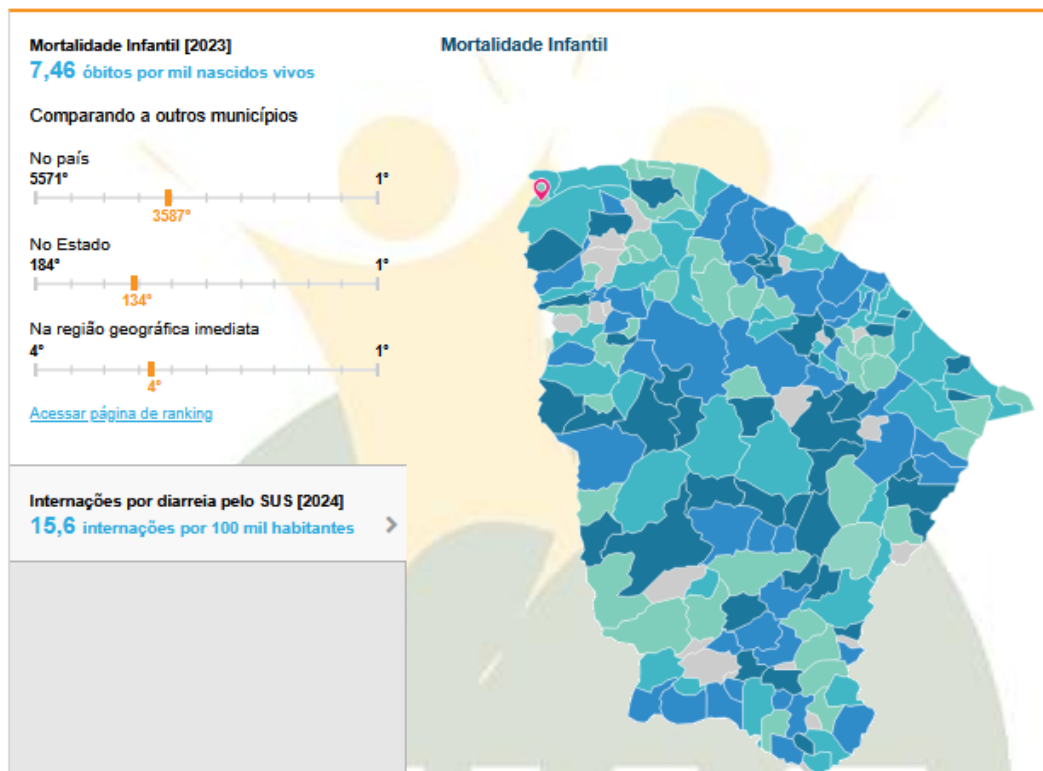 Mortalidade Infantil [2023]
7,46 óbitos por mil nascidos vivos
Comparando a outros municípios
No país
5571° 1°
3587°
No Estado
184° 1°
134°
Na região geográfica imediata
4° 1°
4°
Acessar página de ranking
Internações por diarreia pelo SUS [2024]
15,6 internações por 100 mil habitantes
Mortalidade Infantil